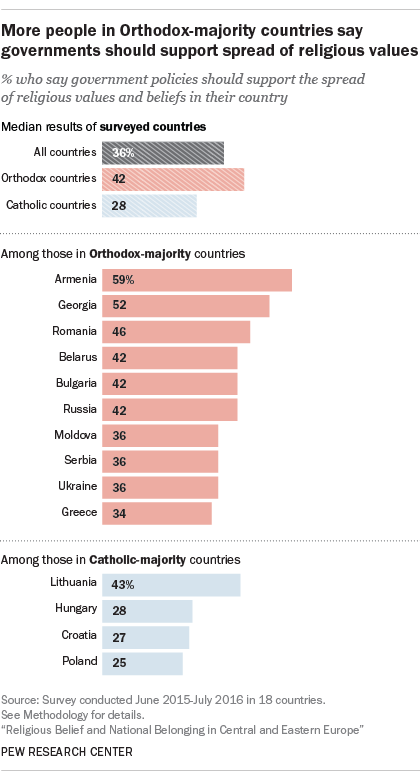 More people in Orthodox-majority countries say
governments should support spread of religious values
% who say government policies should support the spread
of religious values and beliefs in their country
Median results of surveyed countries
All countries 36%
Orthodox countries 42
Catholic countries 28
Among those in Orthodox-majority countries
Armenia 59%
Georgia 52
Romania 46
Belarus 42
Bulgaria 42
Russia 42
Moldova 36
Serbia 36
Ukraine 36
Greece 34
Among those in Catholic-majority countries
Lithuania 43%
Hungary 28
Croatia 27
Poland 25
Source: Survey conducted June 2015-July 2016 in 18 countries.
See Methodology for details.
“Religious Belief and National Belonging in Central and Eastern Europe”
PEW RESEARCH CENTER